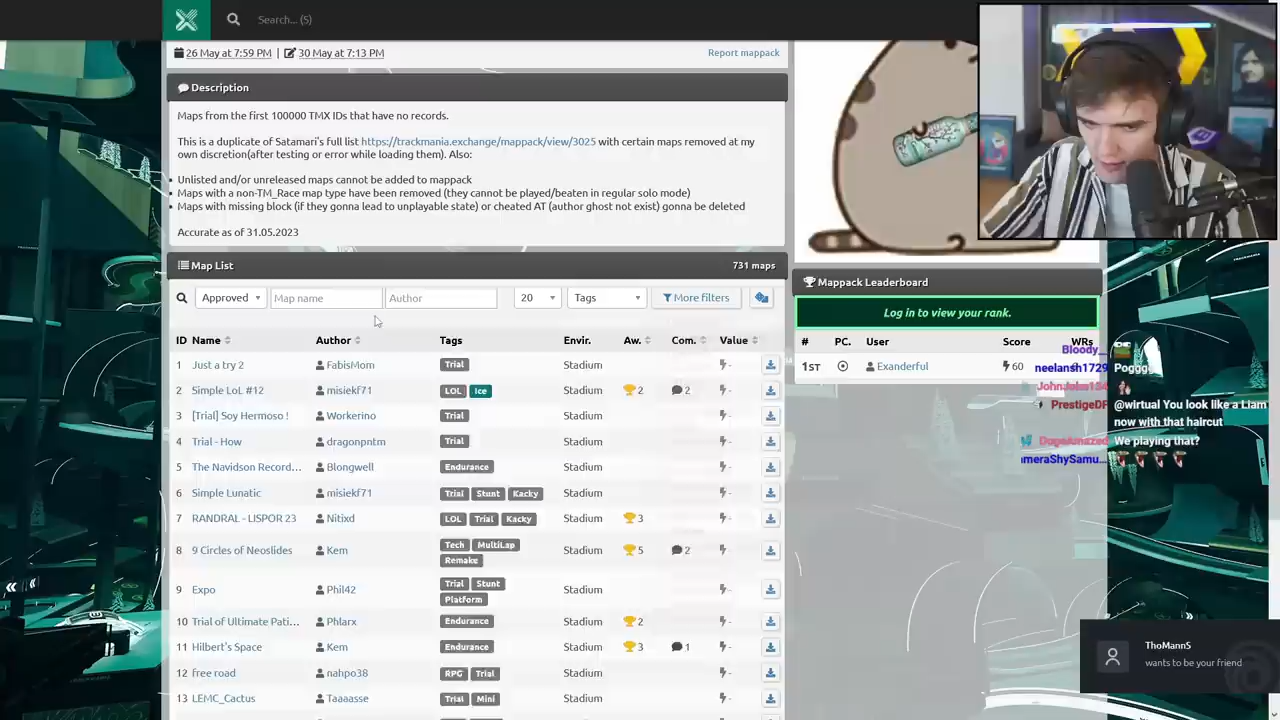 Search... (5)
26 May at 7:59 PM
30 May at 7:13 PM
Report mappack
Description
Maps from the first 100000 TMX IDs that have no records.
This is a duplicate of Satamari's full list https://trackmania.exchange/mappack/view/3025 with certain maps removed at my
own discretion(after testing or error while loading them). Also:
Unlisted and/or unreleased maps cannot be added to mappack
Maps with a non-TM_Race map type have been removed (they cannot be played/beaten in regular solo mode)
Maps with missing block (if they gonna lead to unplayable state) or cheated AT (author ghost not exist) gonna be deleted
Accurate as of 31.05.2023
Map List
731 maps
Approved Map name Author 20 Tags More filters
ID Name Author Tags Envir. Aw. Com. Value
1 Just a try 2 FabisMom Trial Stadium -
2 Simple LoL #12 misiekf71 LOL Ice Stadium 2 2 -
3 [Trial] Soy Hermoso ! Workerino Trial Stadium -
4 Trial - How dragonpntm Trial Stadium -
5 The Navidson Record... Blongwell Endurance Stadium -
6 Simple Lunatic misiekf71 Trial Stunt Kacky Stadium -
7 RANDRAL - LISPOR 23 Nitixd LOL Trial Kacky Stadium 3 -
8 9 Circles of Neoslides Kem Tech MultiLap Remake Stadium 5 2 -
9 Expo Phil42 Trial Stunt Platform Stadium -
10 Trial of Ultimate Pati... Phlarx Endurance Stadium 2 -
11 Hilbert's Space Kem Endurance Stadium 3 1 -
12 free road nahpo38 RPG Trial Stadium -
13 LEMC_Cactus Taaaasse Trial Mini Stadium -
Mappack Leaderboard
Log in to view your rank.
# PC. User Score WRs
1ST Exanderful 60
Bloody_
neelansh1729 Poggg
PrestigeDF @wirtual You look like a Liam
now with that haircut
DogeAmazed We playing that?
meraShySamu...
ThoMannS
wants to be your friend